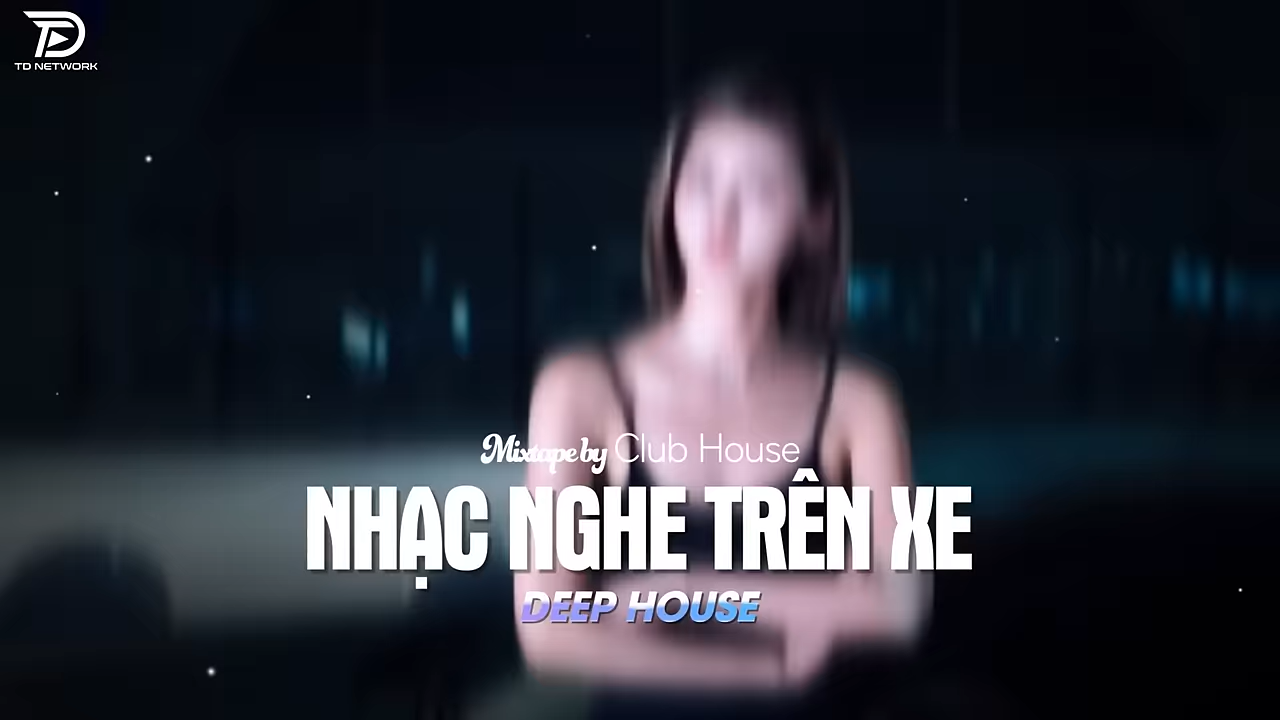 TD NETWORK
Mixtape by Club House
NHẠC NGHE TRÊN XE
DEEP HOUSE